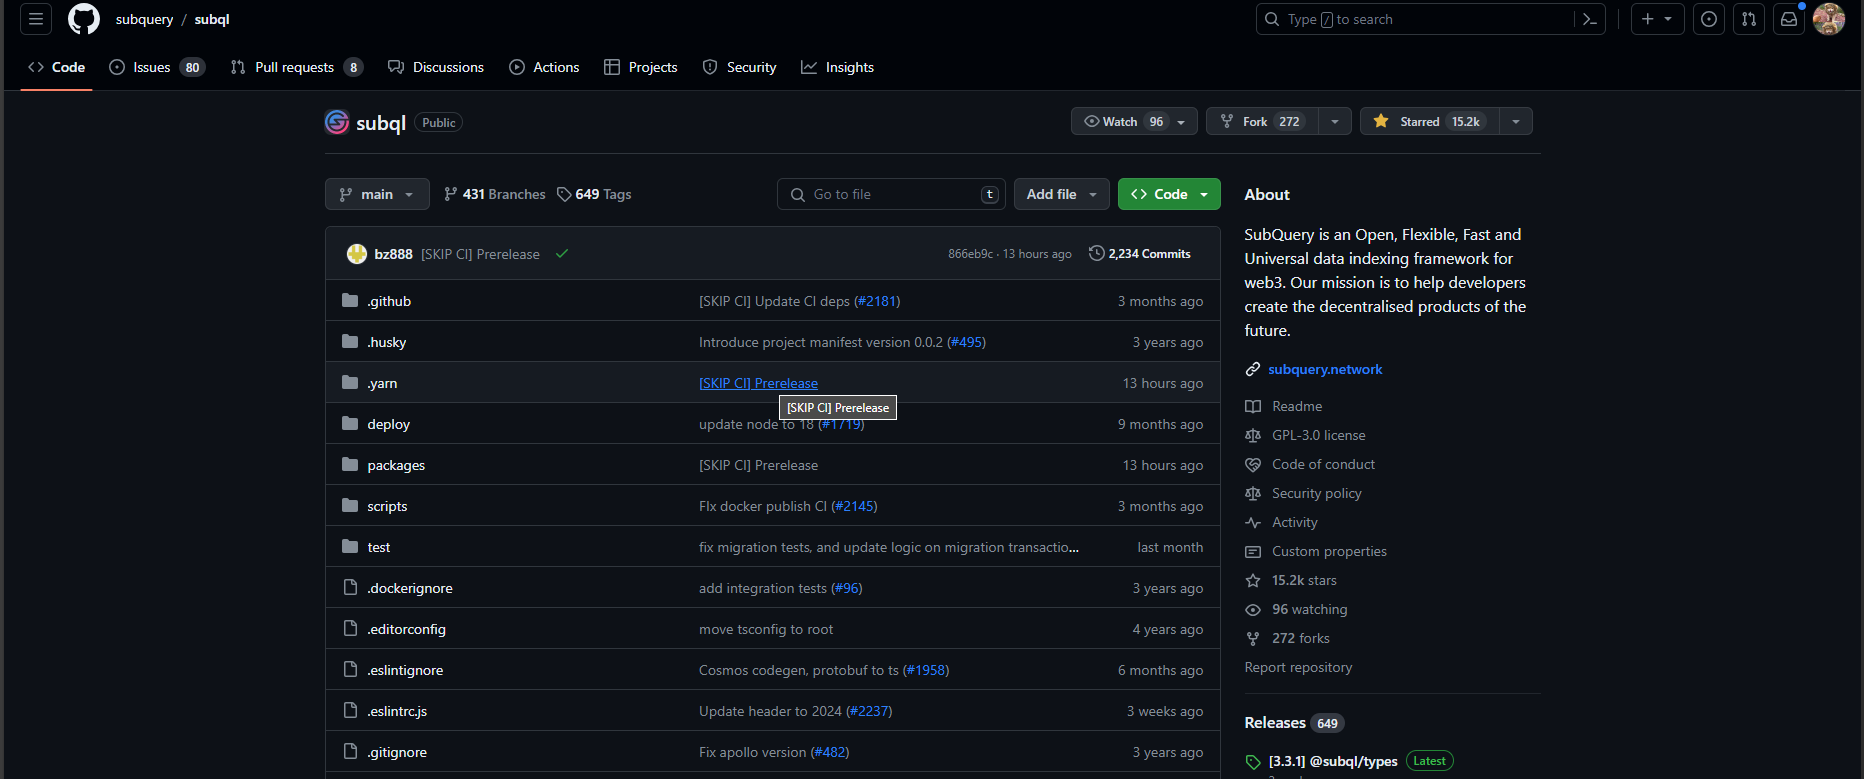 subquery / subql
Type / to search
Code Issues 80 Pull requests 8 Discussions Actions Projects Security Insights
subql Public
Watch 96 Fork 272 Starred 15.2k
main 431 Branches 649 Tags Go to file t Add file Code
bz888 [SKIP CI] Prerelease 866eb9c · 13 hours ago 2,234 Commits
.github [SKIP CI] Update CI deps (#2181) 3 months ago
.husky Introduce project manifest version 0.0.2 (#495) 3 years ago
.yarn [SKIP CI] Prerelease 13 hours ago
[SKIP CI] Prerelease
deploy update node to 18 (#1719) 9 months ago
packages [SKIP CI] Prerelease 13 hours ago
scripts FIx docker publish CI (#2145) 3 months ago
test fix migration tests, and update logic on migration transactio... last month
.dockerignore add integration tests (#96) 3 years ago
.editorconfig move tsconfig to root 4 years ago
.eslintignore Cosmos codegen, protobuf to ts (#1958) 6 months ago
.eslintrc.js Update header to 2024 (#2237) 3 weeks ago
.gitignore Fix apollo version (#482) 3 years ago
About
SubQuery is an Open, Flexible, Fast and
Universal data indexing framework for
web3. Our mission is to help developers
create the decentralised products of the
future.
subquery.network
Readme
GPL-3.0 license
Code of conduct
Security policy
Activity
Custom properties
15.2k stars
96 watching
272 forks
Report repository
Releases 649
[3.3.1] @subql/types Latest